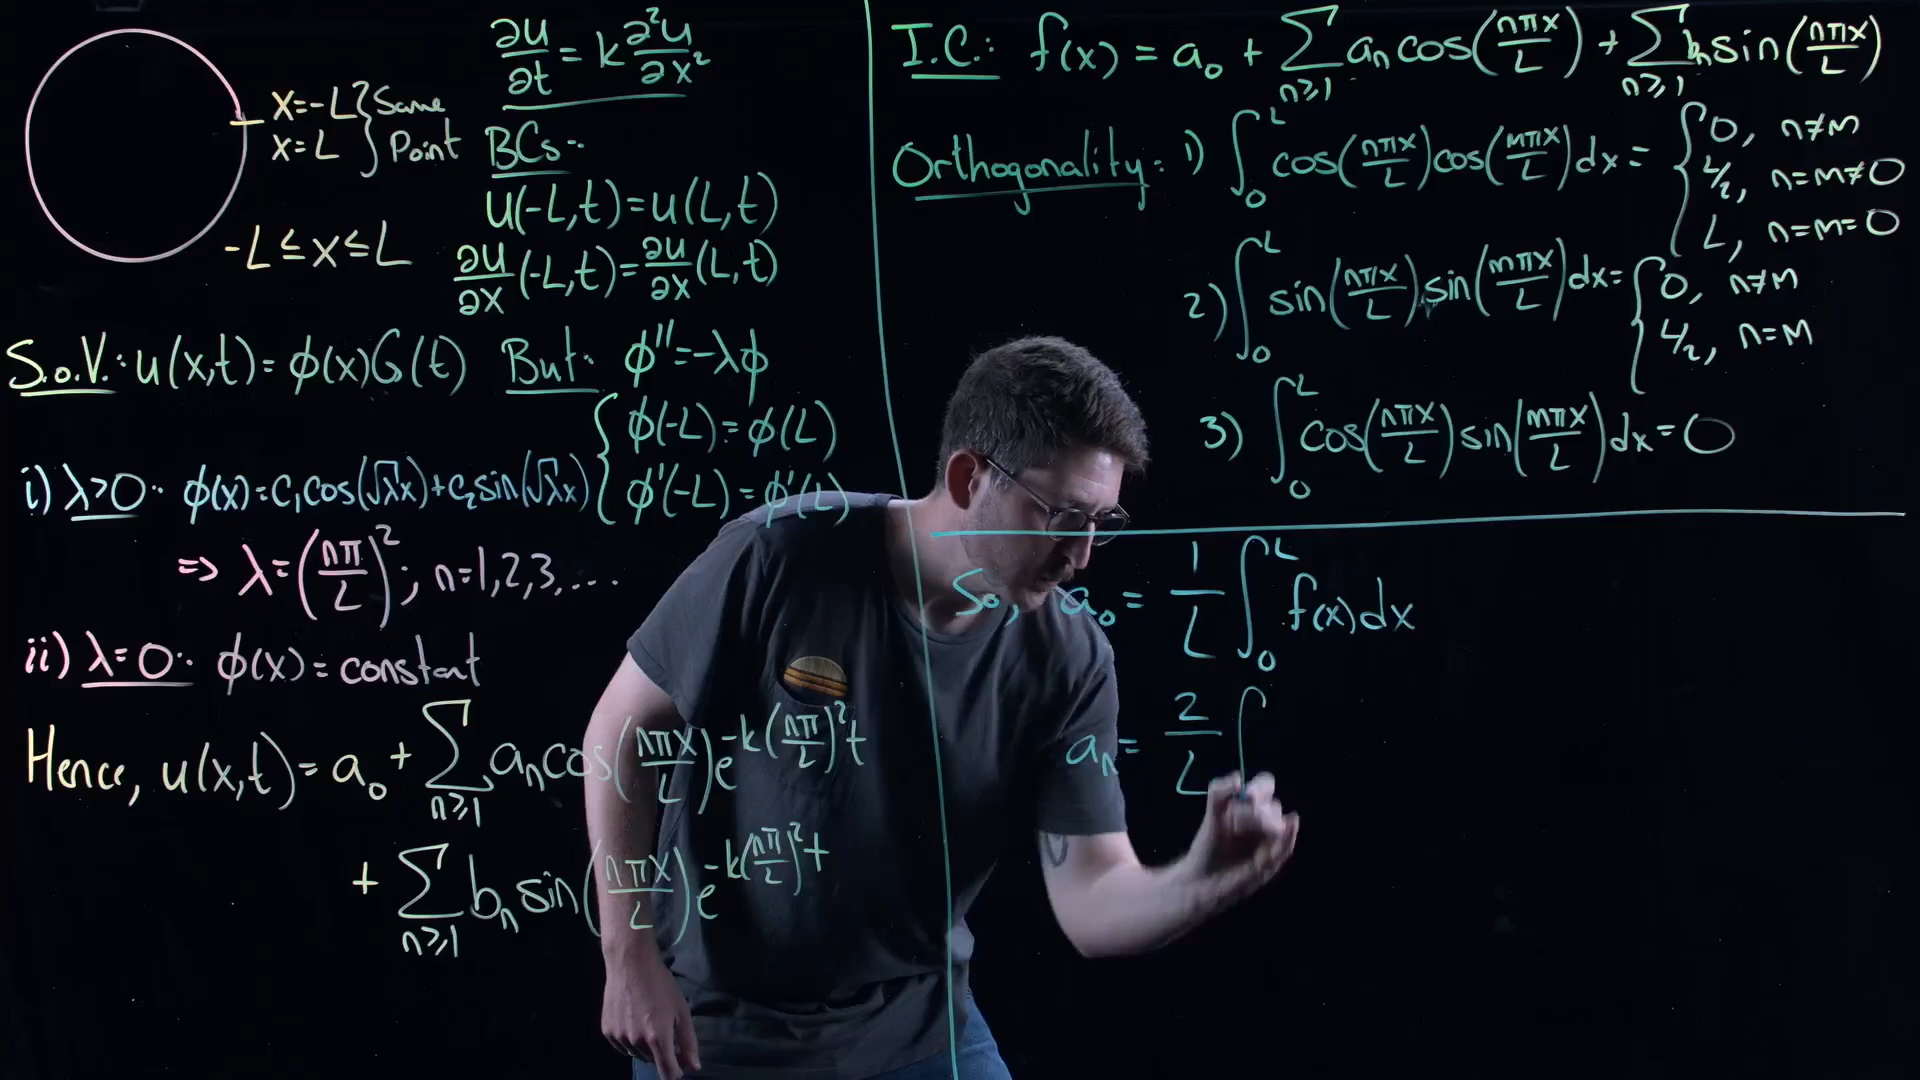 x=-L } Same
x=L } Point
-L ≤ x ≤ L
∂u/∂t = k ∂²u/∂x²
BCs:
u(-L,t)=u(L,t)
∂u/∂x(-L,t)=∂u/∂x(L,t)
S.o.V.: u(x,t)=φ(x)G(t) But: φ''=-λφ
{ φ(-L)=φ(L)
φ'(-L)=φ'(L)
i) λ>0: φ(x)=c₁cos(√λx)+c₂sin(√λx)
⇒ λ=(nπ/L)²; n=1,2,3,...
ii) λ=0: φ(x)=constant
Hence, u(x,t)= a₀ + ∑_{n≥1} aₙcos(nπx/L)e^{-k(nπ/L)²t}
+ ∑_{n≥1} bₙsin(nπx/L)e^{-k(nπ/L)²t}
I.C.: f(x) = a₀ + ∑_{n≥1} aₙcos(nπx/L) + ∑_{n≥1} bₙsin(nπx/L)
Orthogonality: 1) ∫₀^L cos(nπx/L)cos(mπx/L)dx= { 0, n≠m
L/2, n=m≠0
L, n=m=0
2) ∫₀^L sin(nπx/L)sin(mπx/L)dx= { 0, n≠m
L/2, n=m
3) ∫₀^L cos(nπx/L)sin(mπx/L)dx=0
So, a₀ = 1/L ∫₀^L f(x)dx
aₙ = 2/L ∫